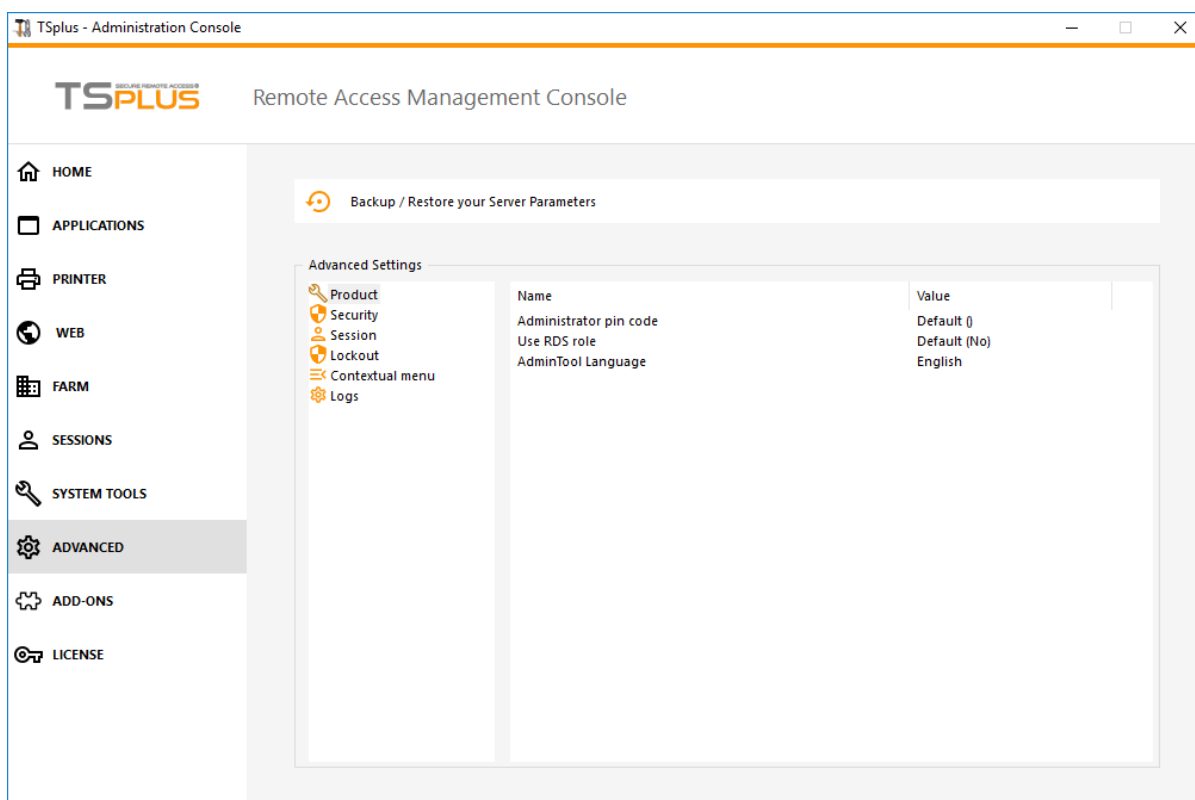 TSplus - Administration Console
TSPLUS
SECURE REMOTE ACCESS
Remote Access Management Console
HOME
APPLICATIONS
PRINTER
WEB
FARM
SESSIONS
SYSTEM TOOLS
ADVANCED
ADD-ONS
LICENSE
Backup / Restore your Server Parameters
Advanced Settings
Product
Security
Session
Lockout
Contextual menu
Logs
Name Value
Administrator pin code Default ()
Use RDS role Default (No)
AdminTool Language English